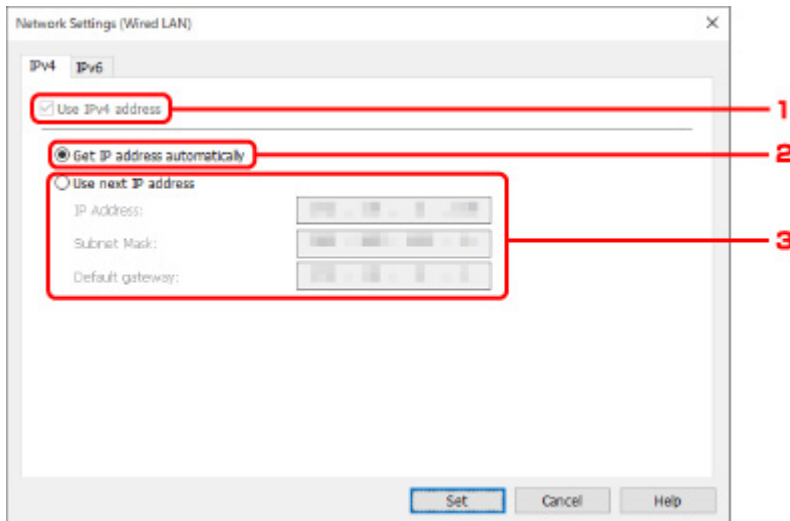 Network Settings (Wired LAN)
IPv4 IPv6
Use IPv4 address
1
Get IP address automatically
2
Use next IP address
IP Address:
Subnet Mask:
3
Default gateway:
Set Cancel Help